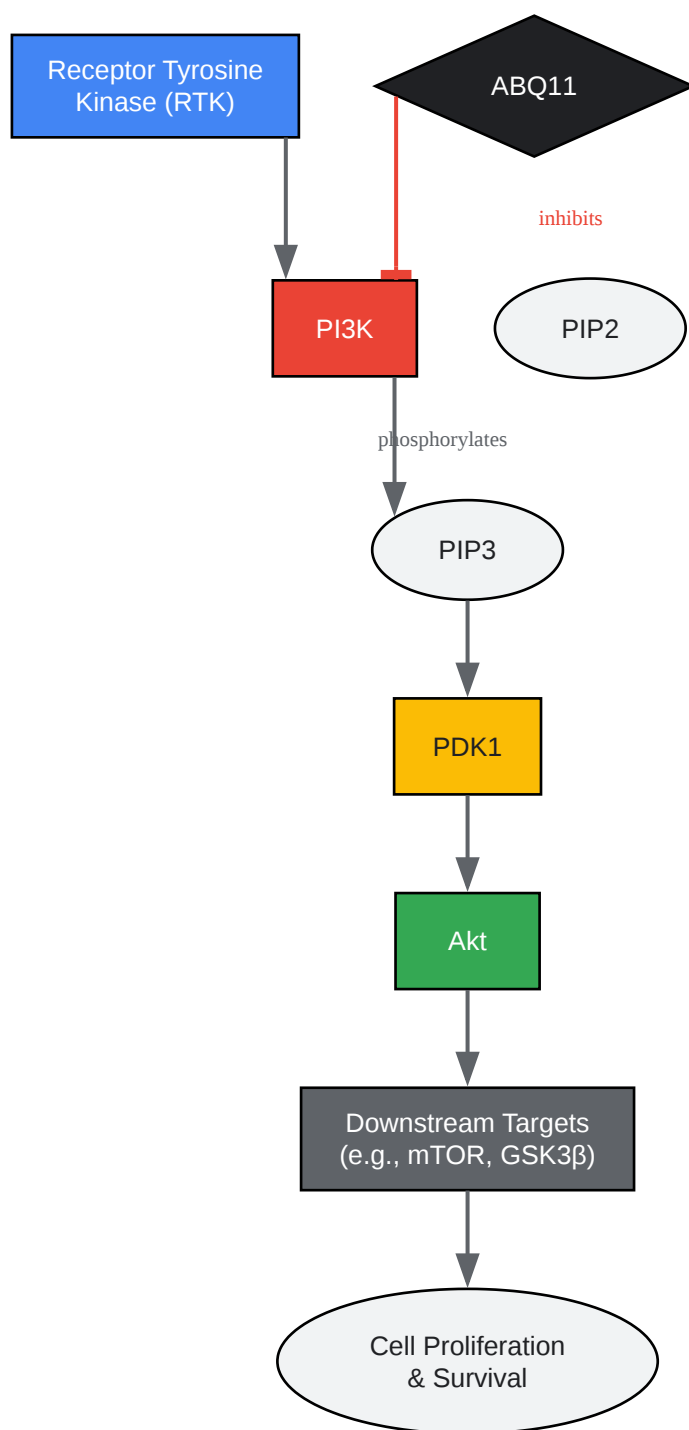 Receptor Tyrosine
Kinase (RTK)
ABQ11
inhibits
PI3K
PIP2
phosphorylates
PIP3
PDK1
Akt
Downstream Targets
(e.g., mTOR, GSK3β)
Cell Proliferation
& Survival